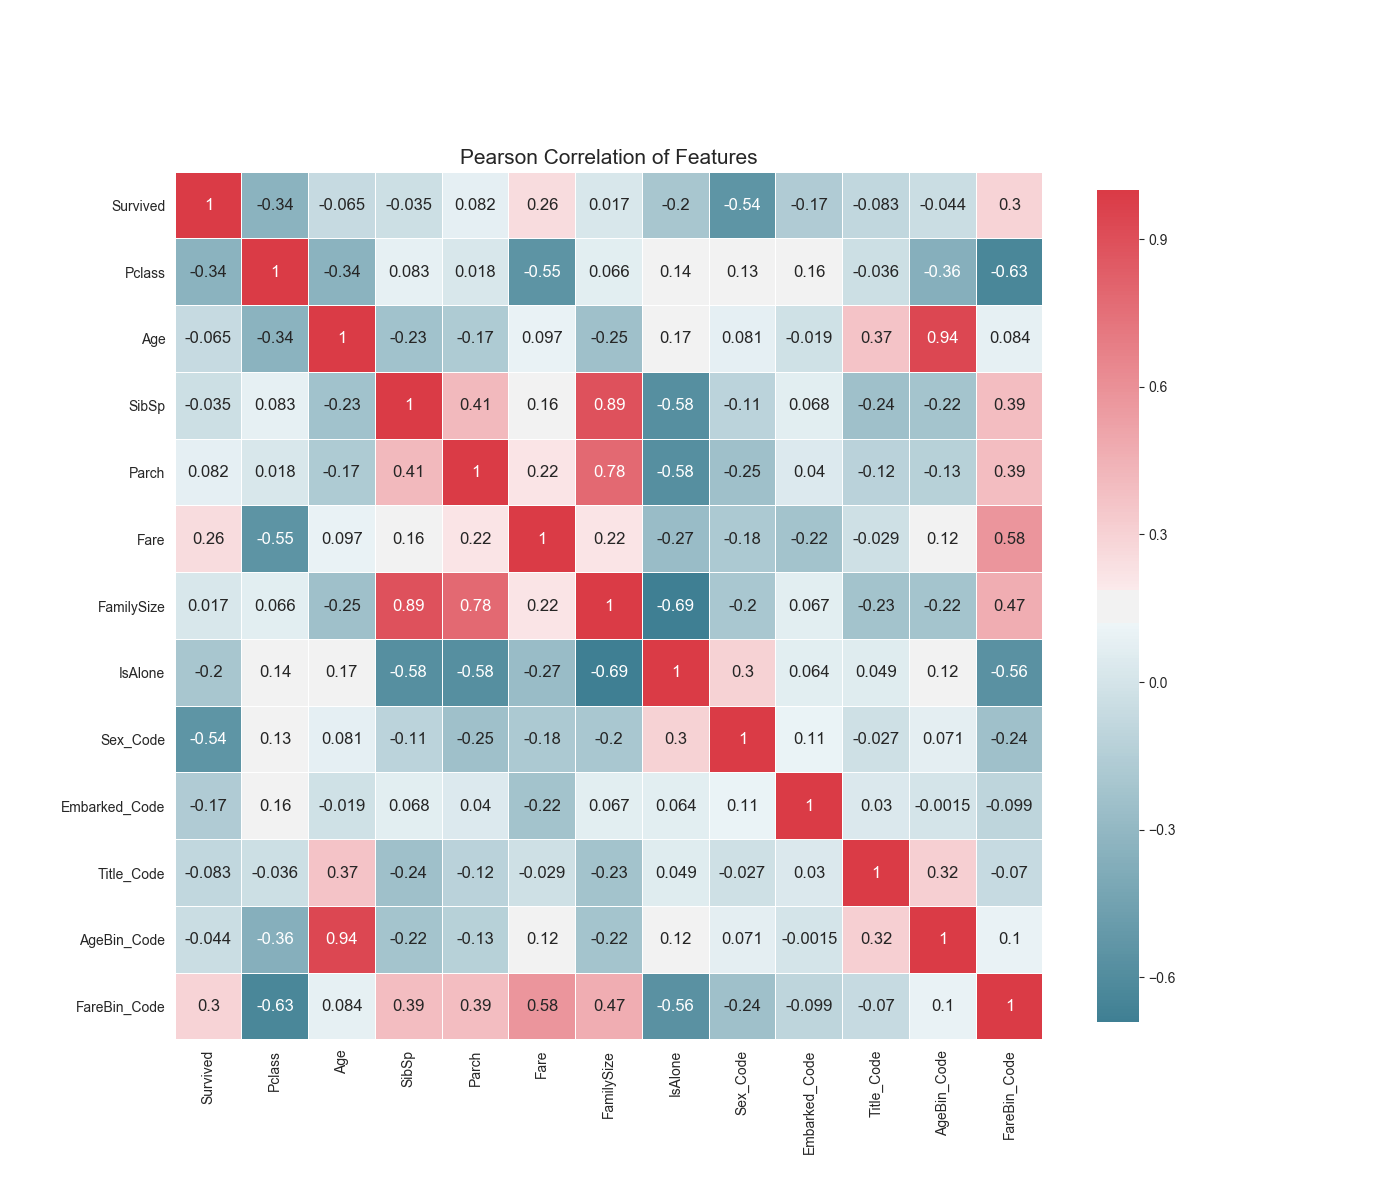 Pearson Correlation of Features
Survived 1 -0.34 -0.065 -0.035 0.082 0.26 0.017 -0.2 -0.54 -0.17 -0.083 -0.044 0.3
Pclass -0.34 1 -0.34 0.083 0.018 -0.55 0.066 0.14 0.13 0.16 -0.036 -0.36 -0.63
Age -0.065 -0.34 1 -0.23 -0.17 0.097 -0.25 0.17 0.081 -0.019 0.37 0.94 0.084
SibSp -0.035 0.083 -0.23 1 0.41 0.16 0.89 -0.58 -0.11 0.068 -0.24 -0.22 0.39
Parch 0.082 0.018 -0.17 0.41 1 0.22 0.78 -0.58 -0.25 0.04 -0.12 -0.13 0.39
Fare 0.26 -0.55 0.097 0.16 0.22 1 0.22 -0.27 -0.18 -0.22 -0.029 0.12 0.58
FamilySize 0.017 0.066 -0.25 0.89 0.78 0.22 1 -0.69 -0.2 0.067 -0.23 -0.22 0.47
IsAlone -0.2 0.14 0.17 -0.58 -0.58 -0.27 -0.69 1 0.3 0.064 0.049 0.12 -0.56
Sex_Code -0.54 0.13 0.081 -0.11 -0.25 -0.18 -0.2 0.3 1 0.11 -0.027 0.071 -0.24
Embarked_Code -0.17 0.16 -0.019 0.068 0.04 -0.22 0.067 0.064 0.11 1 0.03 -0.0015 -0.099
Title_Code -0.083 -0.036 0.37 -0.24 -0.12 -0.029 -0.23 0.049 -0.027 0.03 1 0.32 -0.07
AgeBin_Code -0.044 -0.36 0.94 -0.22 -0.13 0.12 -0.22 0.12 0.071 -0.0015 0.32 1 0.1
FareBin_Code 0.3 -0.63 0.084 0.39 0.39 0.58 0.47 -0.56 -0.24 -0.099 -0.07 0.1 1
Survived Pclass Age SibSp Parch Fare FamilySize IsAlone Sex_Code Embarked_Code Title_Code AgeBin_Code FareBin_Code
0.9
0.6
0.3
0.0
−0.3
−0.6